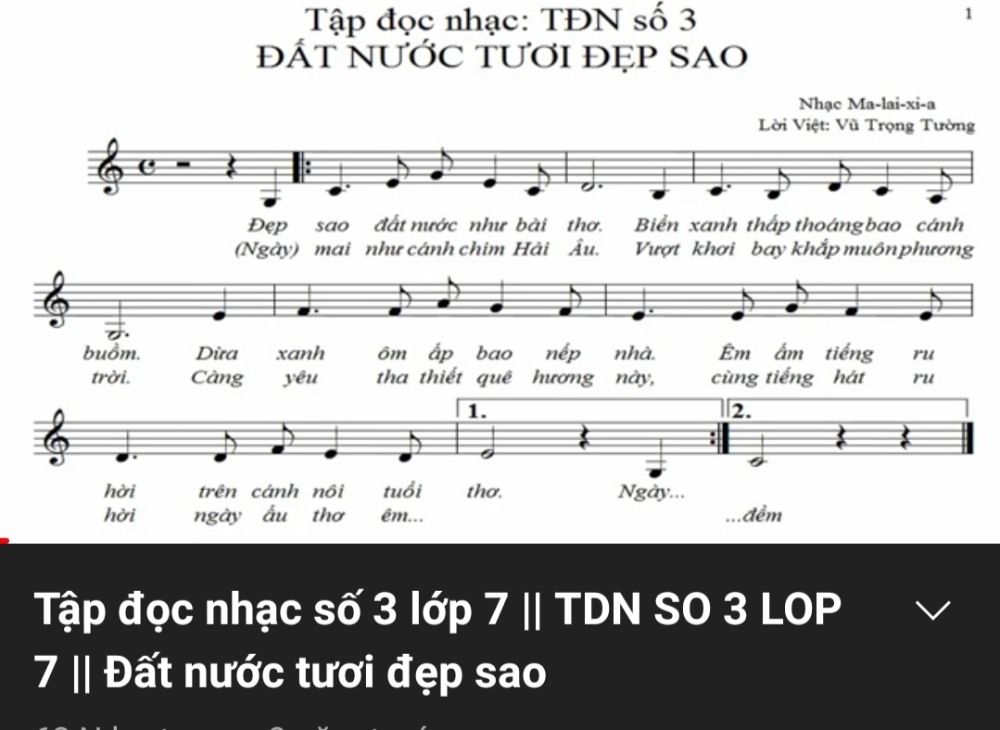 Tập đọc nhạc: TĐN số 3
1
ĐẤT NƯỚC TƯƠI ĐẸP SAO
Nhạc Ma-lai-xi-a
Lời Việt: Vũ Trọng Tường
Đẹp sao đất nước như bài thơ. Biển xanh thấp thoáng bao cánh
(Ngày) mai như cánh chim Hải Âu. Vượt khơi bay khắp muôn phương
buồm. Dừa xanh ôm ấp bao nếp nhà. Êm ấm tiếng ru
trời. Càng yêu tha thiết quê hương này, cùng tiếng hát ru
1. 2.
hời trên cánh nôi tuổi thơ. Ngày...
hời ngày ấu thơ êm... ...đềm
Tập đọc nhạc số 3 lớp 7 || TDN SO 3 LOP
7 || Đất nước tươi đẹp sao